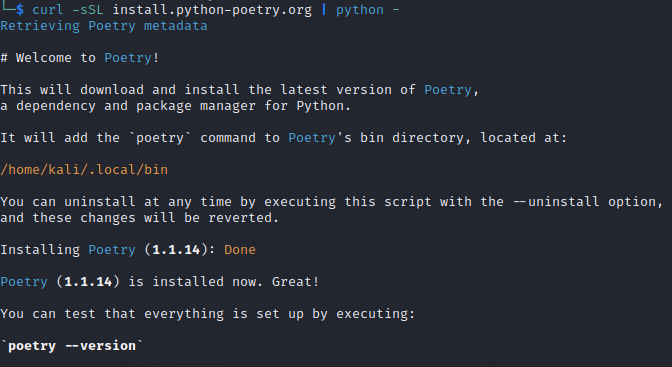 └─$ curl -sSL install.python-poetry.org | python -
Retrieving Poetry metadata
# Welcome to Poetry!
This will download and install the latest version of Poetry,
a dependency and package manager for Python.
It will add the `poetry` command to Poetry's bin directory, located at:
/home/kali/.local/bin
You can uninstall at any time by executing this script with the --uninstall option,
and these changes will be reverted.
Installing Poetry (1.1.14): Done
Poetry (1.1.14) is installed now. Great!
You can test that everything is set up by executing:
`poetry --version`